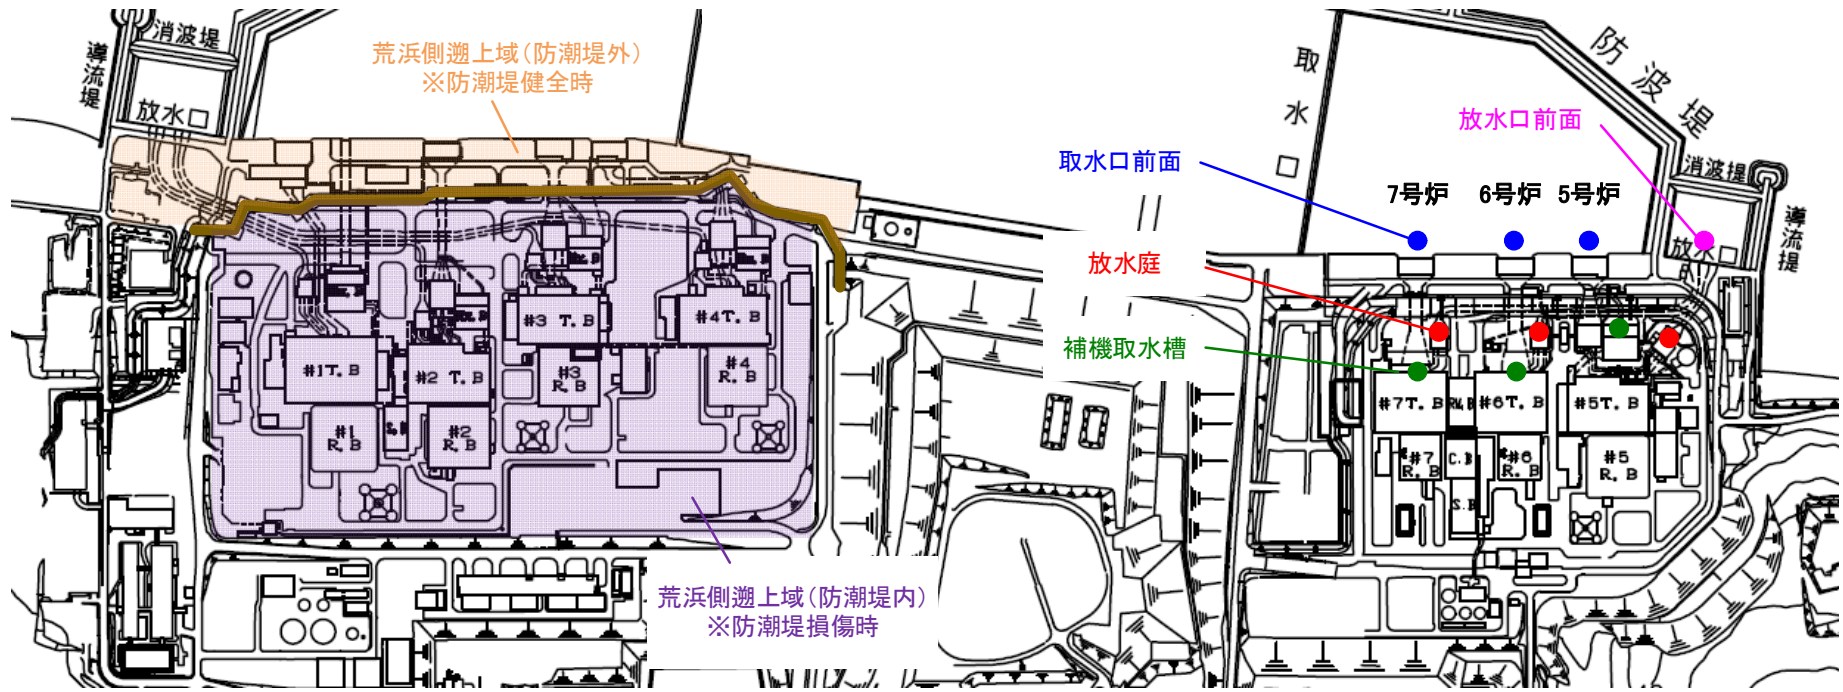 消波堤
導流堤
放水口
荒浜側遡上域（防潮堤外）
※防潮堤健全時
取水口
防波堤
放水口前面
取水口前面
消波堤
7号炉
6号炉
5号炉
導流堤
放水庭
補機取水槽
#1T.B
#2 T.B
#3 T.B
#4T.B
#1
R.B
#2
R.B
#3
R.B
#4
R.B
S.B
#7T.B
RW.B
#6T.B
#5T.B
#7
R.B
C.B
#6
R.B
#5
R.B
S.B
荒浜側遡上域（防潮堤内）
※防潮堤損傷時